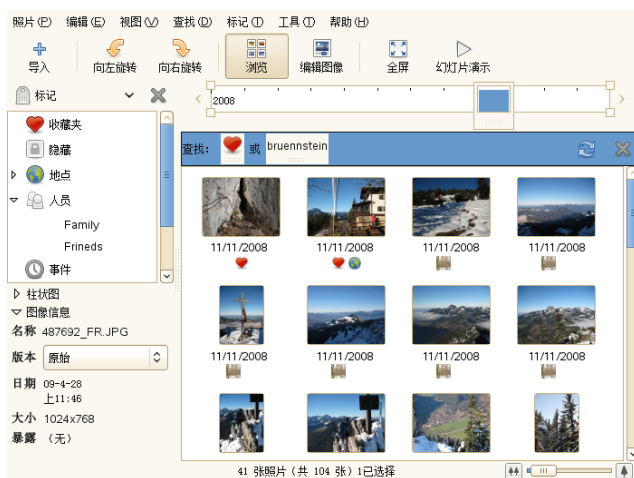 照片(P) 编辑(E) 视图(V) 查找(D) 标记(T) 工具(T) 帮助(H)
导入 向左旋转 向右旋转 浏览 编辑图像 全屏 幻灯片演示
标记
2008
收藏夹
隐藏
地点
人员
Family
Frineds
事件
查找: 或 bruennstein
11/11/2008 11/11/2008 11/11/2008 11/11/2008
11/11/2008 11/11/2008 11/11/2008 11/11/2008
柱状图
图像信息
名称 487692_FR.JPG
版本 原始
日期 09-4-28
上11:46
大小 1024x768
暴露 (无)
41 张照片(共 104 张)1已选择